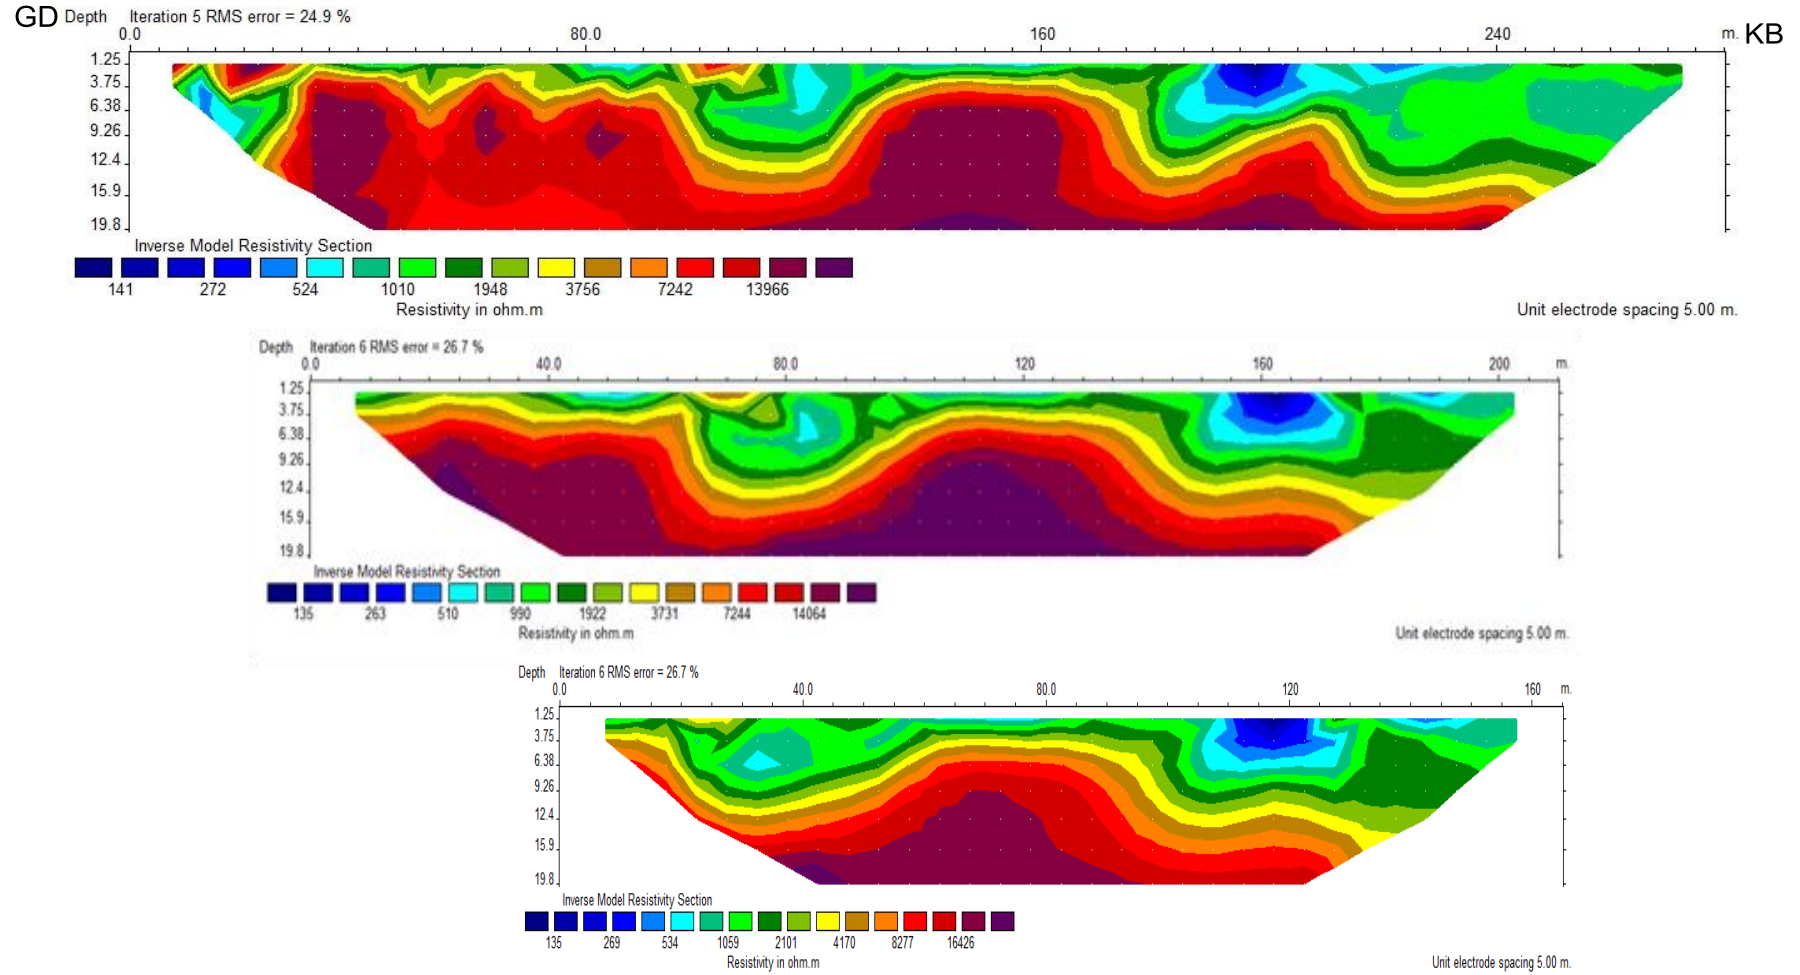 GD Depth Iteration 5 RMS error = 24.9 %
0.0 80.0 160 240 m. KB
1.25
3.75
6.38
9.26
12.4
15.9
19.8
Inverse Model Resistivity Section
141 272 524 1010 1948 3756 7242 13966
Resistivity in ohm.m
Unit electrode spacing 5.00 m.
Depth Iteration 6 RMS error = 26.7 %
0.0 40.0 80.0 120 160 200 m.
1.25
3.75
6.38
9.26
12.4
15.9
19.8
Inverse Model Resistivity Section
135 263 510 990 1922 3731 7244 14064
Resistivity in ohm.m
Unit electrode spacing 5.00 m.
Depth Iteration 6 RMS error = 26.7 %
0.0 40.0 80.0 120 160 m.
1.25
3.75
6.38
9.26
12.4
15.9
19.8
Inverse Model Resistivity Section
135 269 534 1059 2101 4170 8277 16426
Resistivity in ohm.m
Unit electrode spacing 5.00 m.